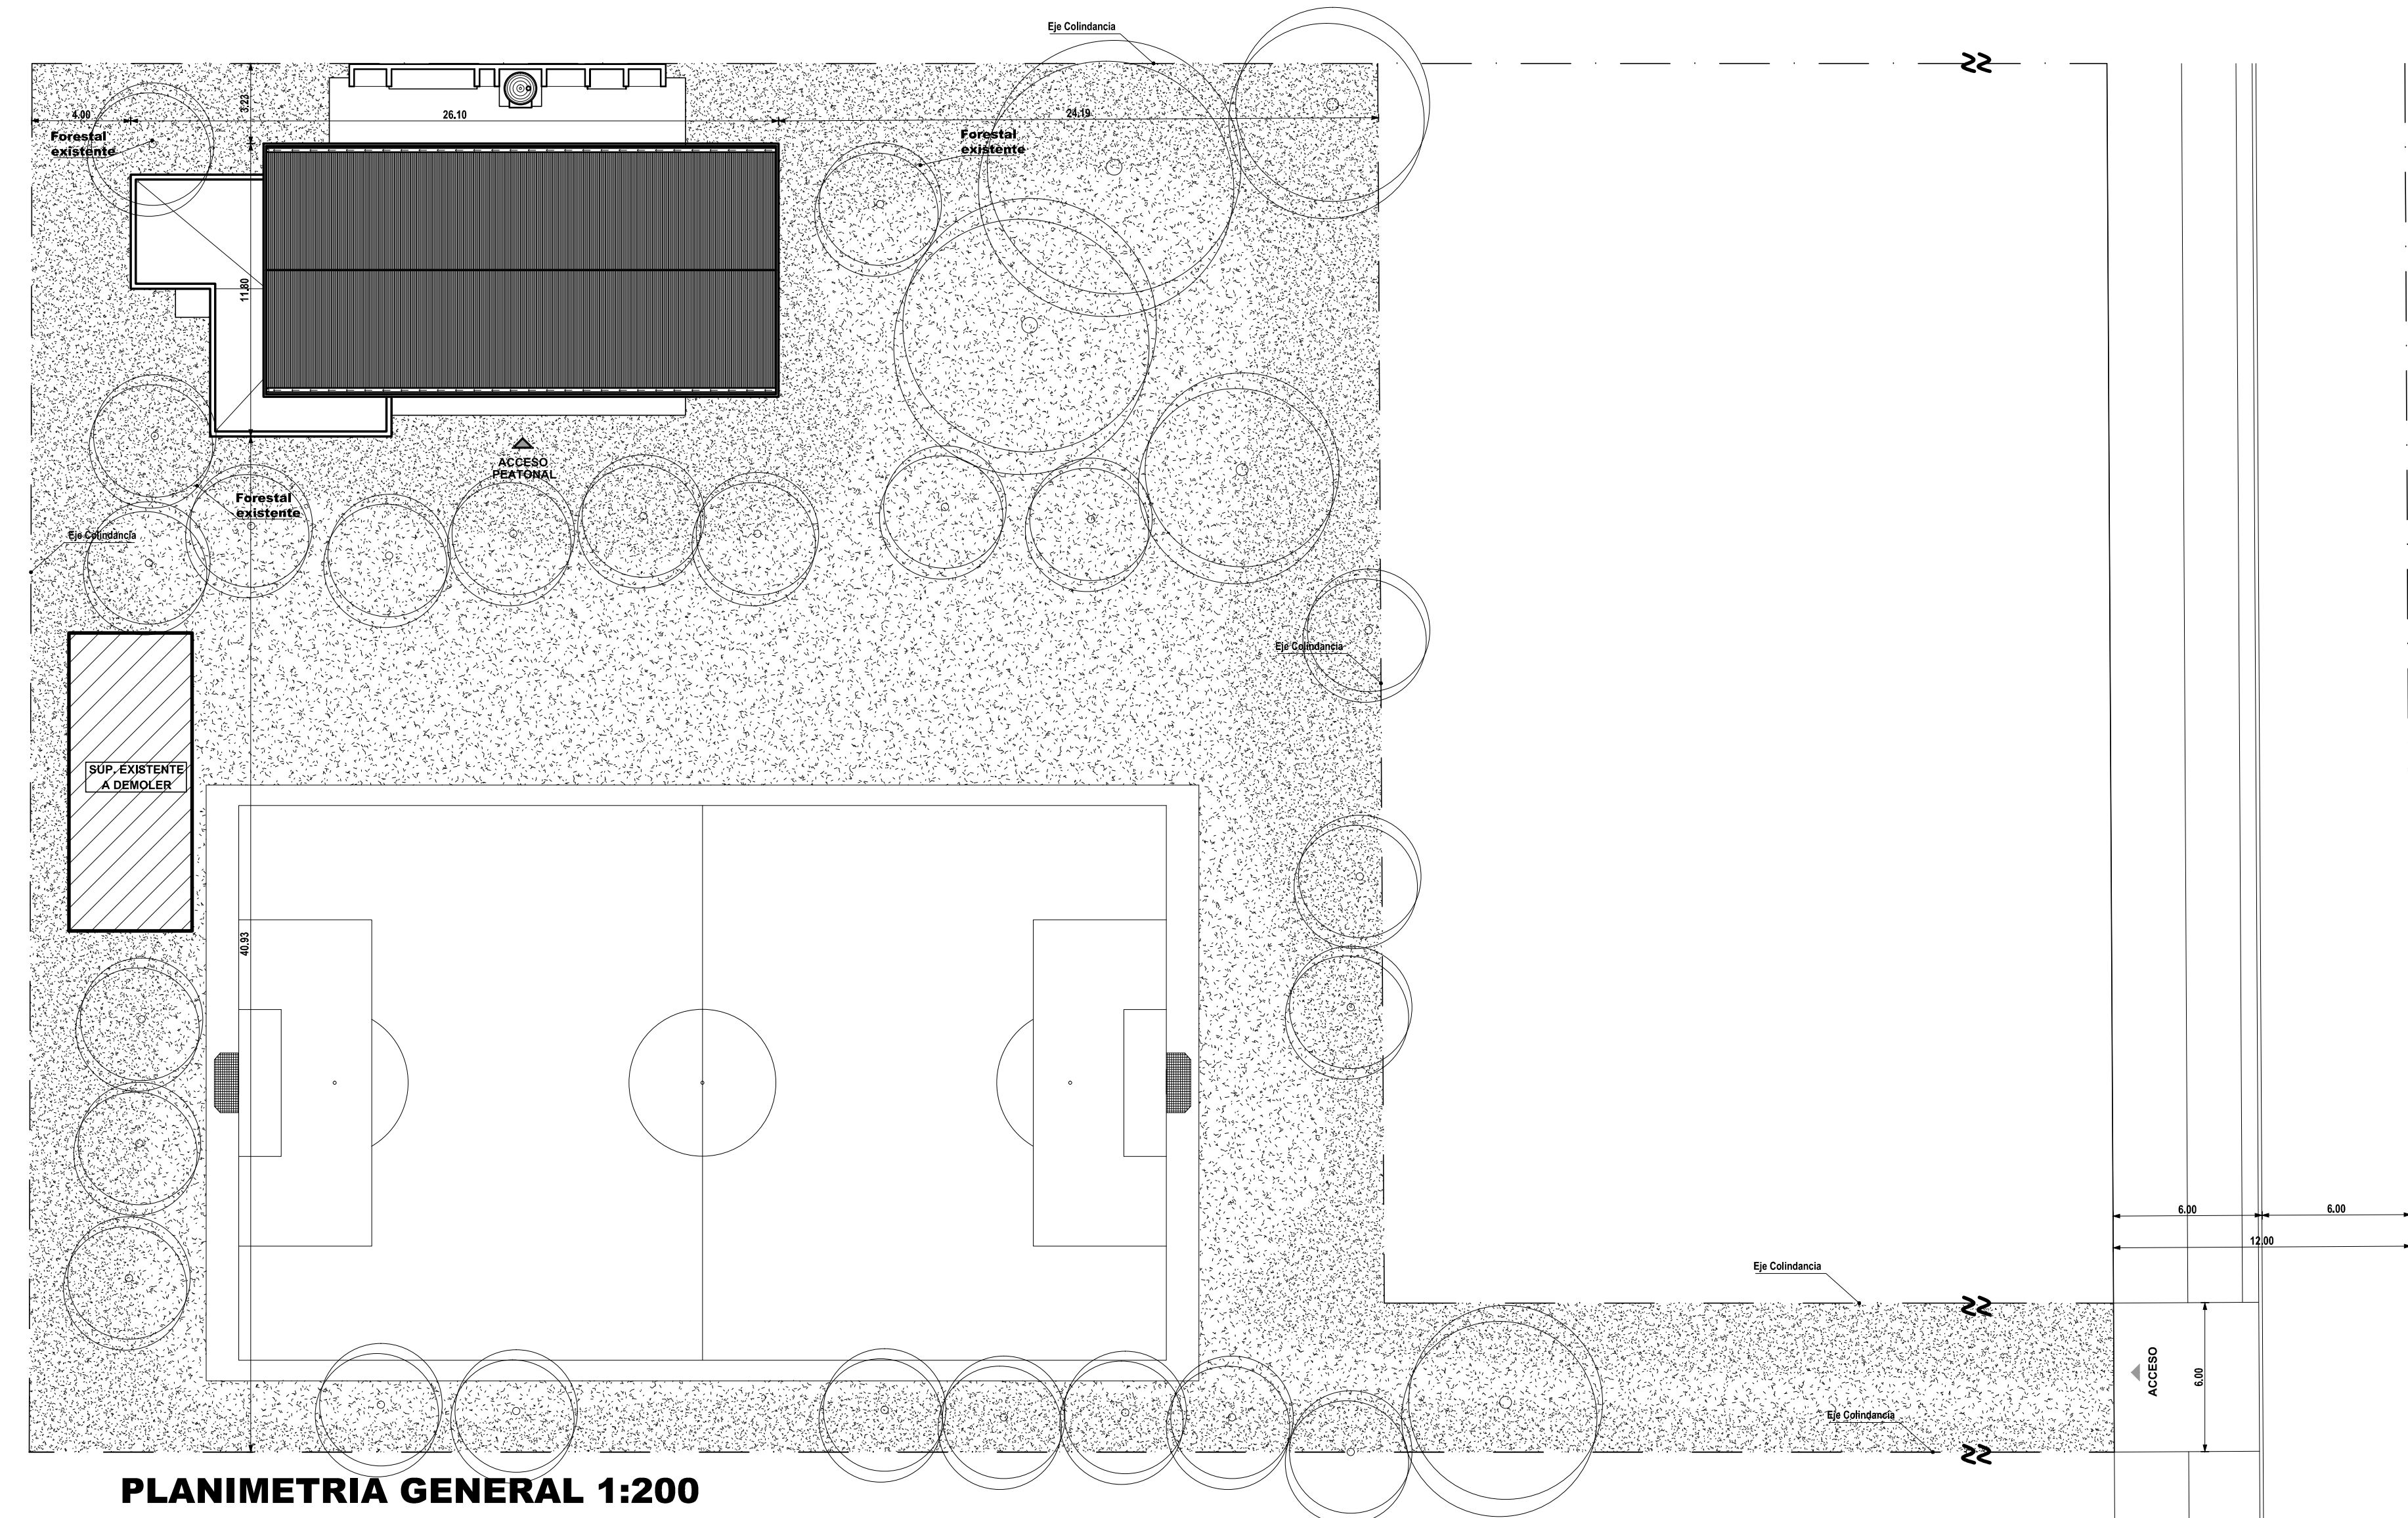 Eje Colindancia
3.23
4.00
26.10
24.19
Forestal
existente
Forestal
existente
11.80
ACCESO
PEATONAL
Forestal
existente
Eje Colindancia
Eje Colindancia
SUP. EXISTENTE
A DEMOLER
40.93
6.00
6.00
12.00
Eje Colindancia
ACCESO
6.00
Eje Colindancia
PLANIMETRIA GENERAL 1:200